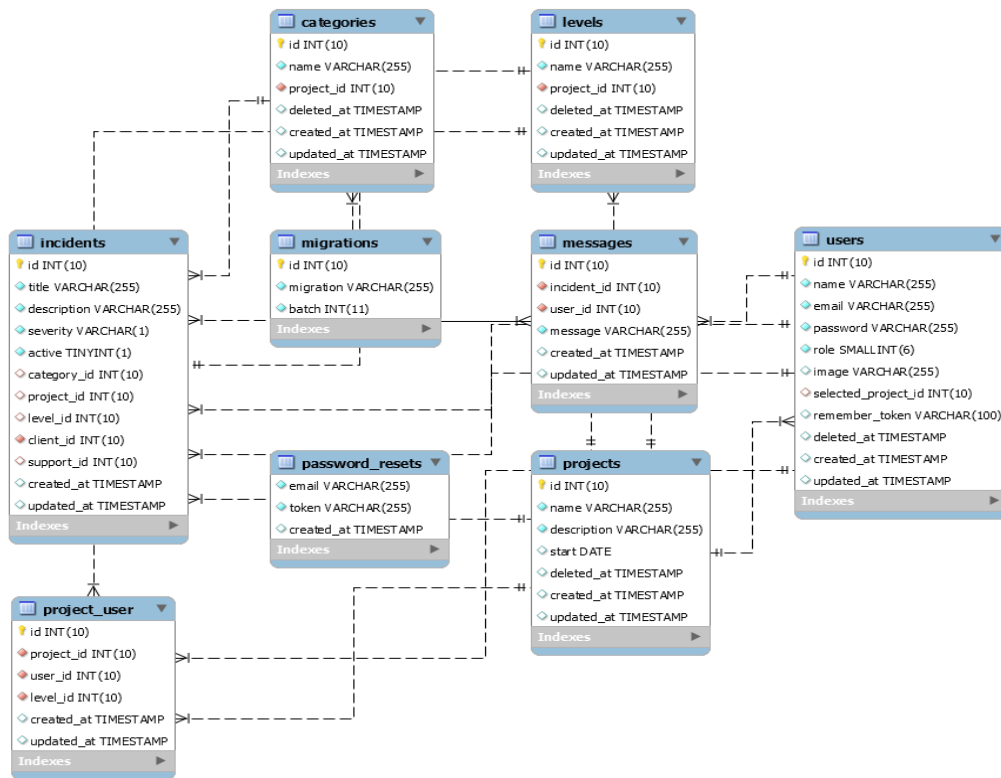 categories
id INT(10)
name VARCHAR(255)
project_id INT(10)
deleted_at TIMESTAMP
created_at TIMESTAMP
updated_at TIMESTAMP
Indexes
levels
id INT(10)
name VARCHAR(255)
project_id INT(10)
deleted_at TIMESTAMP
created_at TIMESTAMP
updated_at TIMESTAMP
Indexes
incidents
id INT(10)
title VARCHAR(255)
description VARCHAR(255)
severity VARCHAR(1)
active TINYINT(1)
category_id INT(10)
project_id INT(10)
level_id INT(10)
client_id INT(10)
support_id INT(10)
created_at TIMESTAMP
updated_at TIMESTAMP
Indexes
migrations
id INT(10)
migration VARCHAR(255)
batch INT(11)
Indexes
messages
id INT(10)
incident_id INT(10)
user_id INT(10)
message VARCHAR(255)
created_at TIMESTAMP
updated_at TIMESTAMP
Indexes
users
id INT(10)
name VARCHAR(255)
email VARCHAR(255)
password VARCHAR(255)
role SMALLINT(6)
image VARCHAR(255)
selected_project_id INT(10)
remember_token VARCHAR(100)
deleted_at TIMESTAMP
created_at TIMESTAMP
updated_at TIMESTAMP
Indexes
password_resets
email VARCHAR(255)
token VARCHAR(255)
created_at TIMESTAMP
Indexes
projects
id INT(10)
name VARCHAR(255)
description VARCHAR(255)
start DATE
deleted_at TIMESTAMP
created_at TIMESTAMP
updated_at TIMESTAMP
Indexes
project_user
id INT(10)
project_id INT(10)
user_id INT(10)
level_id INT(10)
created_at TIMESTAMP
updated_at TIMESTAMP
Indexes